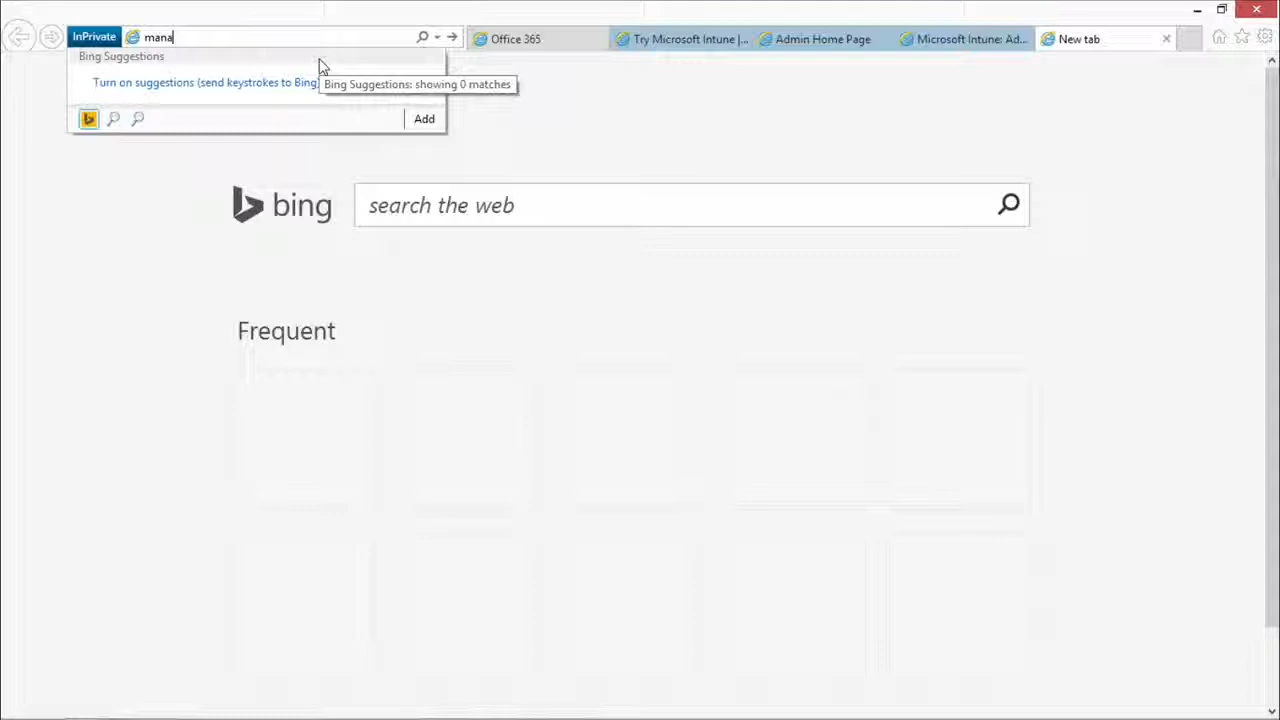 InPrivate mana Office 365 Try Microsoft Intune |... Admin Home Page Microsoft Intune: Ad... New tab
Bing Suggestions
Turn on suggestions (send keystrokes to Bing)
Bing Suggestions: showing 0 matches
Add
bing search the web
Frequent